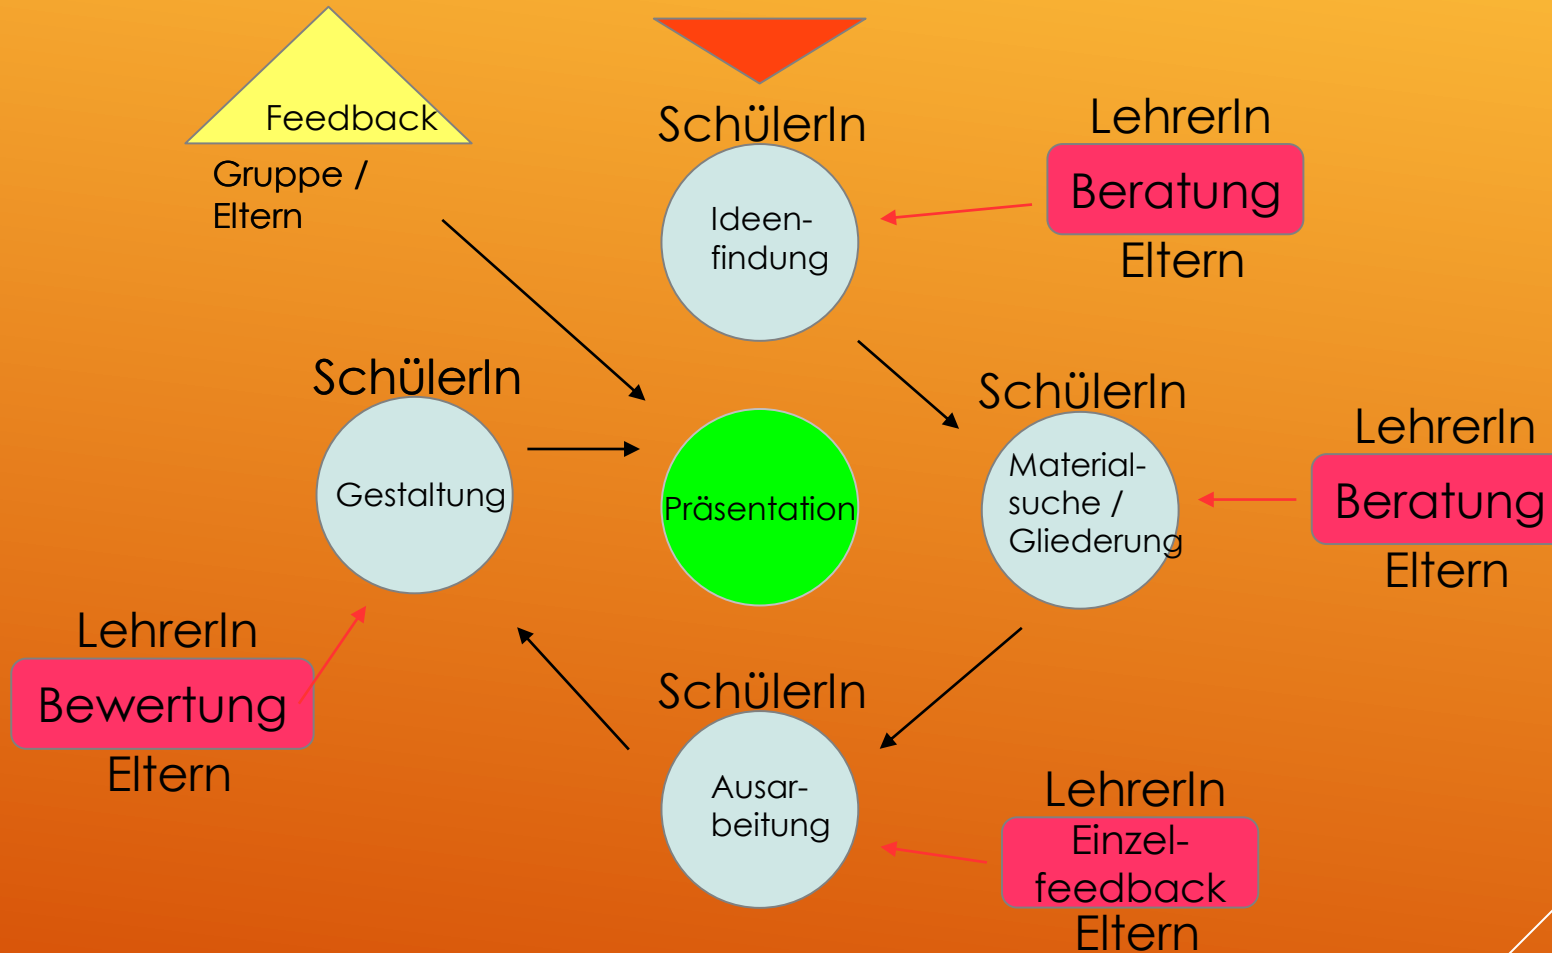 Feedback
Gruppe /
Eltern
SchülerIn
Ideen-
findung
LehrerIn
Beratung
Eltern
SchülerIn
Material-
suche /
Gliederung
LehrerIn
Beratung
Eltern
SchülerIn
Gestaltung
Präsentation
LehrerIn
Bewertung
Eltern
SchülerIn
Ausar-
beitung
LehrerIn
Einzel-
feedback
Eltern